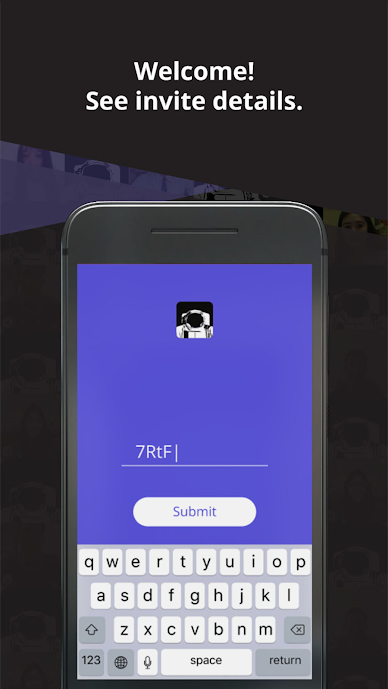 Welcome!
See invite details.
7RtF|
Submit
q w e r t y u i o p
a s d f g h j k l
z x c v b n m
123 space return